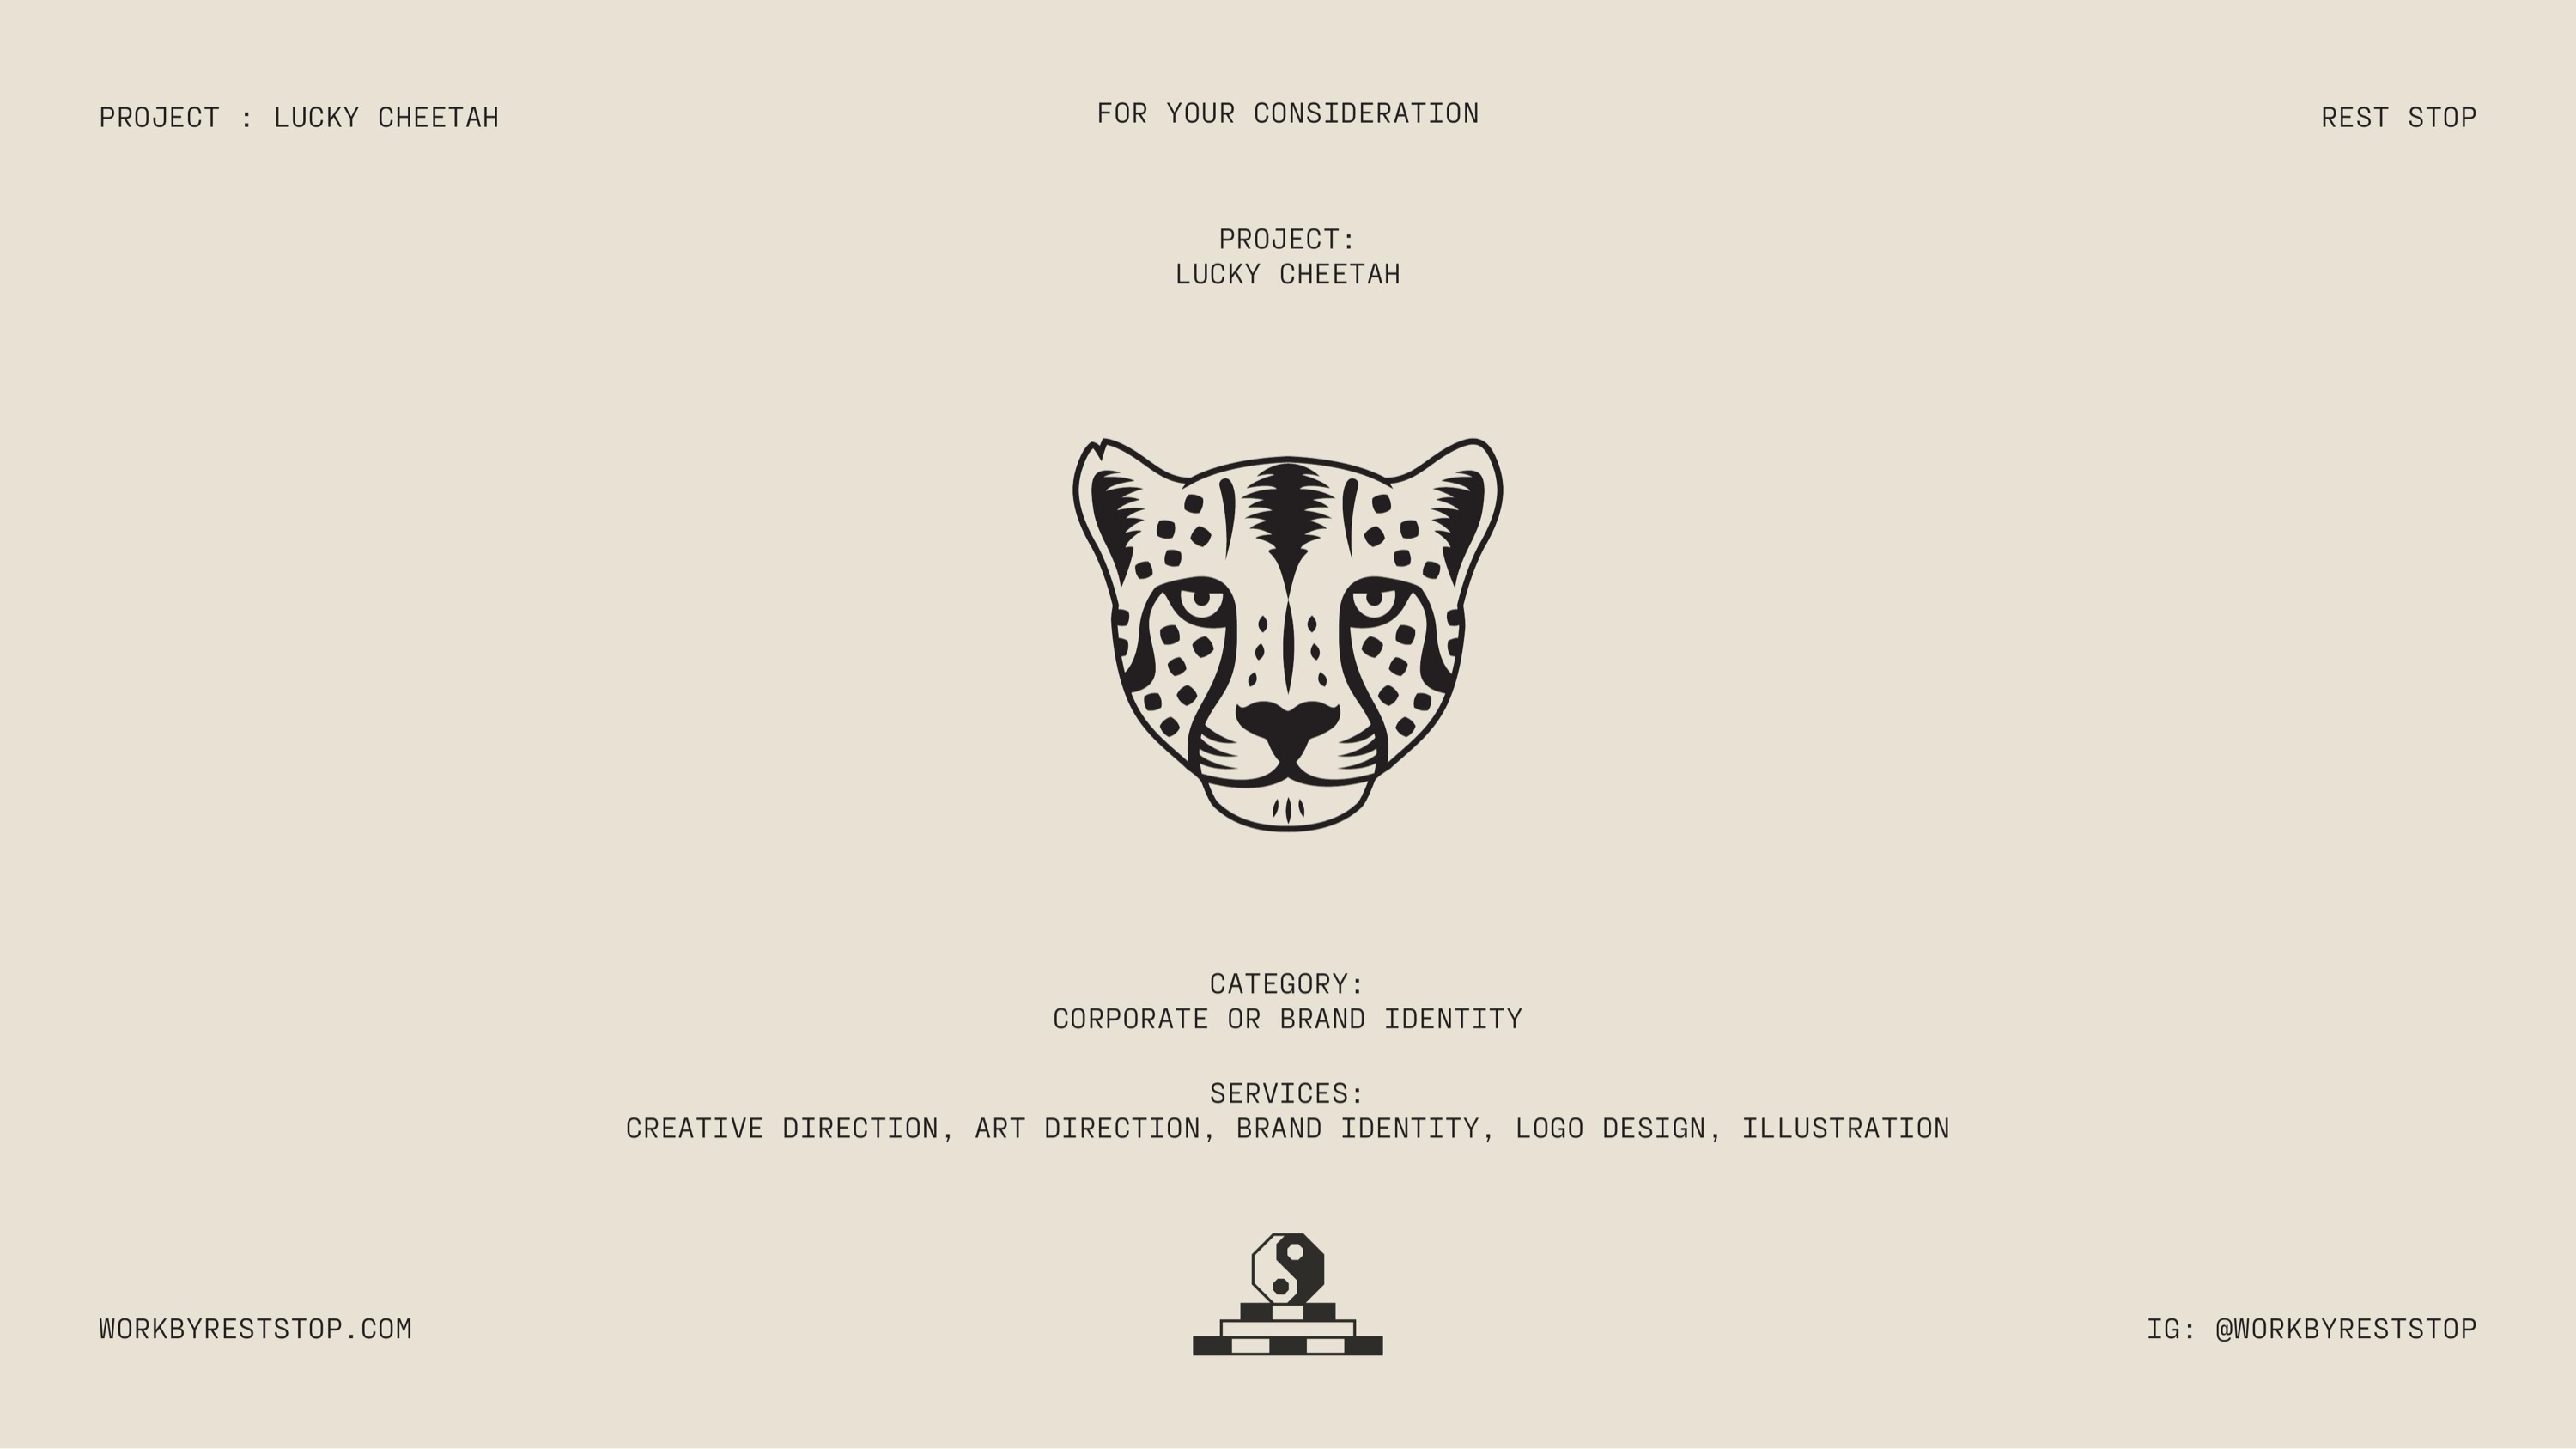 PROJECT : LUCKY CHEETAH
FOR YOUR CONSIDERATION
REST STOP
PROJECT:
LUCKY CHEETAH
CATEGORY:
CORPORATE OR BRAND IDENTITY
SERVICES:
CREATIVE DIRECTION, ART DIRECTION, BRAND IDENTITY, LOGO DESIGN, ILLUSTRATION
WORKBYRESTSTOP.COM
IG: @WORKBYRESTSTOP